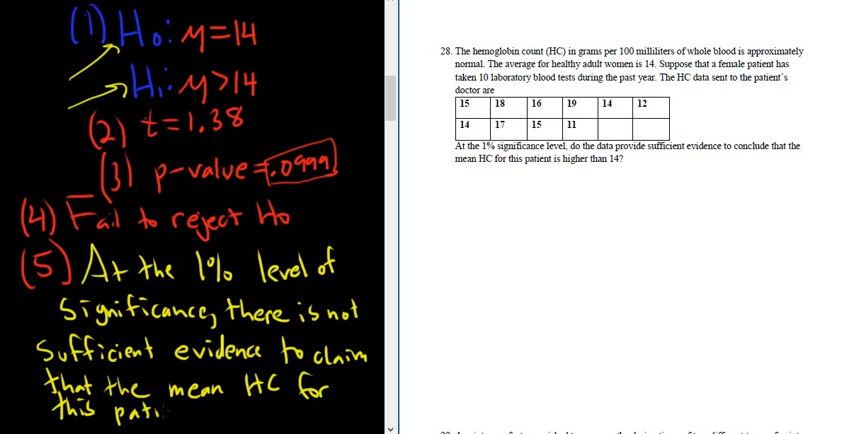 (1) Ho: μ=14
H1: μ>14
(2) t=1.38
(3) p-value=.0999
(4) Fail to reject Ho
(5) At the 1% level of
significance, there is not
sufficient evidence to claim
that the mean HC for
this pati
28. The hemoglobin count (HC) in grams per 100 milliliters of whole blood is approximately
normal. The average for healthy adult women is 14. Suppose that a female patient has
taken 10 laboratory blood tests during the past year. The HC data sent to the patient's
doctor are
15 18 16 19 14 12
14 17 15 11
At the 1% significance level, do the data provide sufficient evidence to conclude that the
mean HC for this patient is higher than 14?